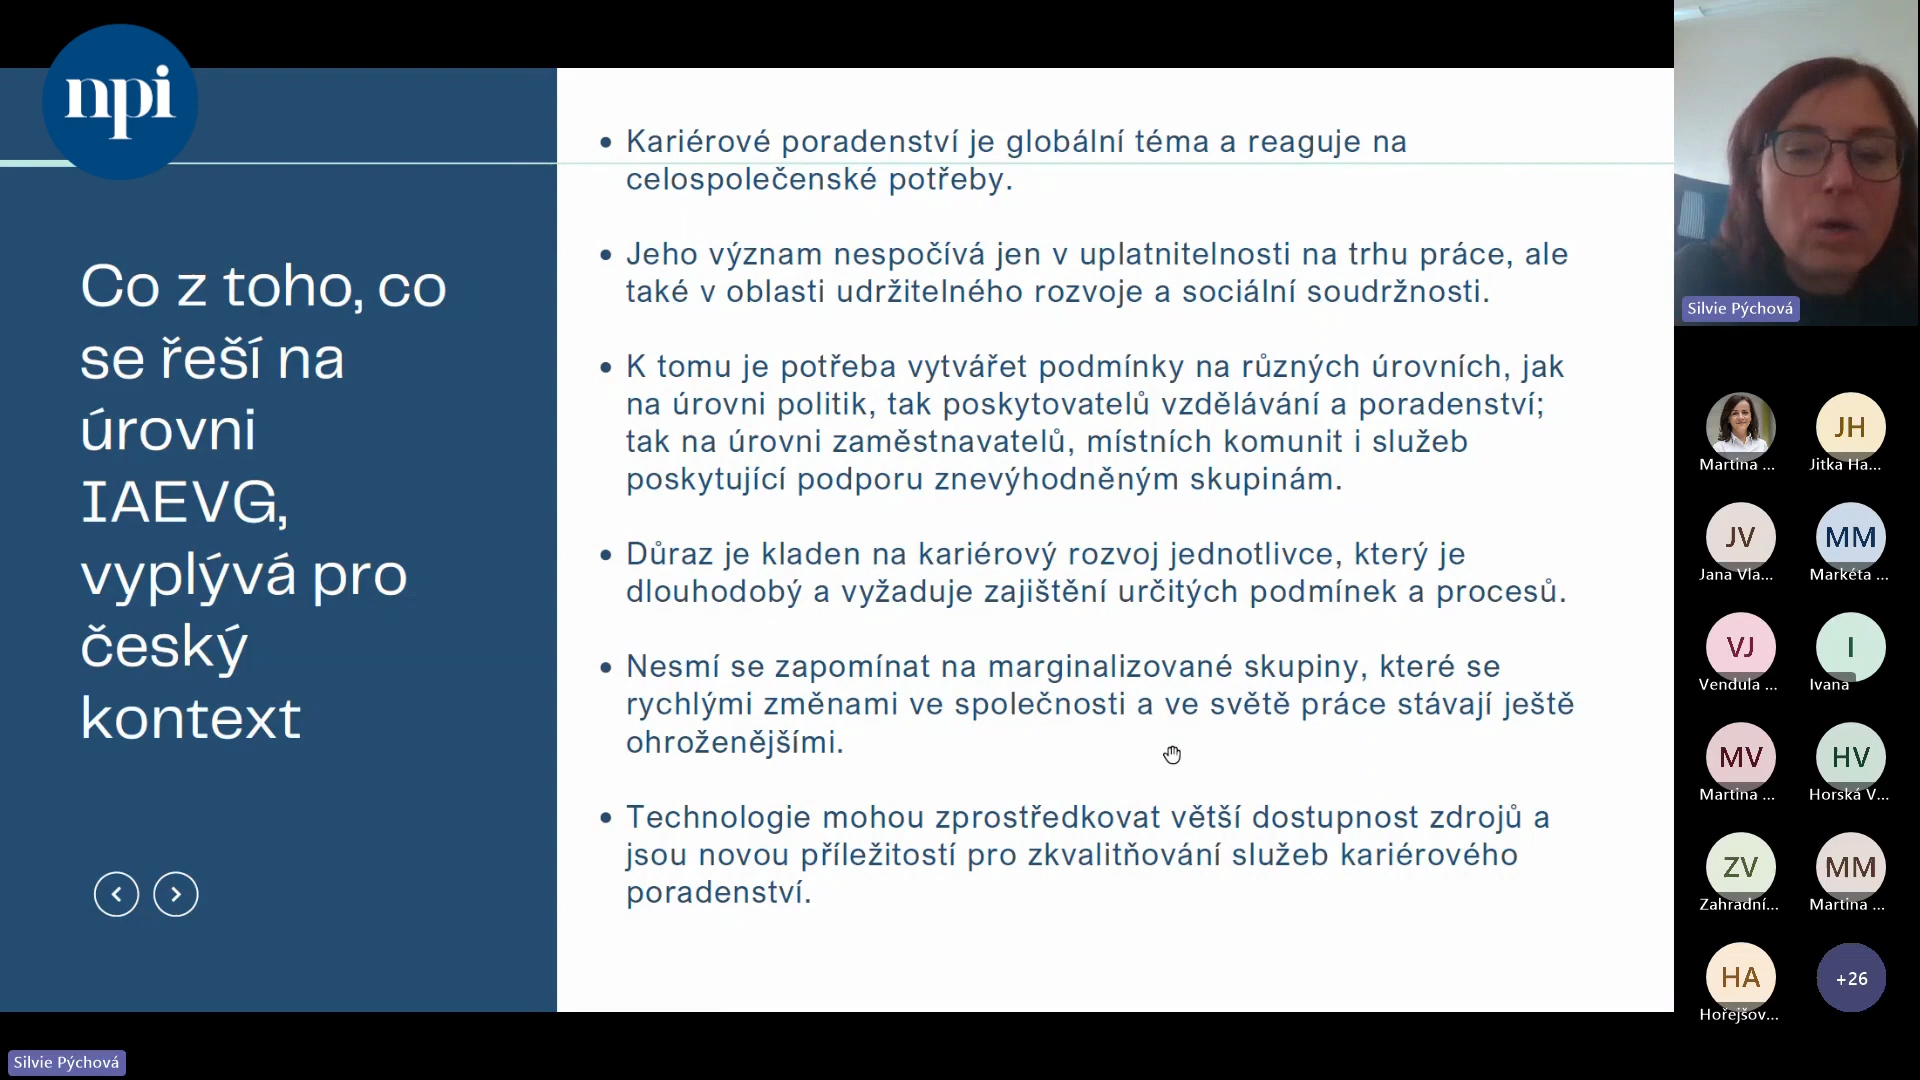 npi
Co z toho, co
se řeší na
úrovni
IAEVG,
vyplývá pro
český
kontext
• Kariérové poradenství je globální téma a reaguje na
celospolečenské potřeby.
• Jeho význam nespočívá jen v uplatnitelnosti na trhu práce, ale
také v oblasti udržitelného rozvoje a sociální soudržnosti.
• K tomu je potřeba vytvářet podmínky na různých úrovních, jak
na úrovni politik, tak poskytovatelů vzdělávání a poradenství;
tak na úrovni zaměstnavatelů, místních komunit i služeb
poskytující podporu znevýhodněným skupinám.
• Důraz je kladen na kariérový rozvoj jednotlivce, který je
dlouhodobý a vyžaduje zajištění určitých podmínek a procesů.
• Nesmí se zapomínat na marginalizované skupiny, které se
rychlými změnami ve společnosti a ve světě práce stávají ještě
ohroženějšími.
• Technologie mohou zprostředkovat větší dostupnost zdrojů a
jsou novou příležitostí pro zkvalitňování služeb kariérového
poradenství.
Silvie Pýchová
Silvie Pýchová
Martina ...
JH
Jitka Ha...
JV
Jana Vla...
MM
Markéta ...
VJ
Vendula ...
I
Ivana
MV
Martina ...
HV
Horská V...
ZV
Zahradní...
MM
Martina ...
HA
Hořejšov...
+26